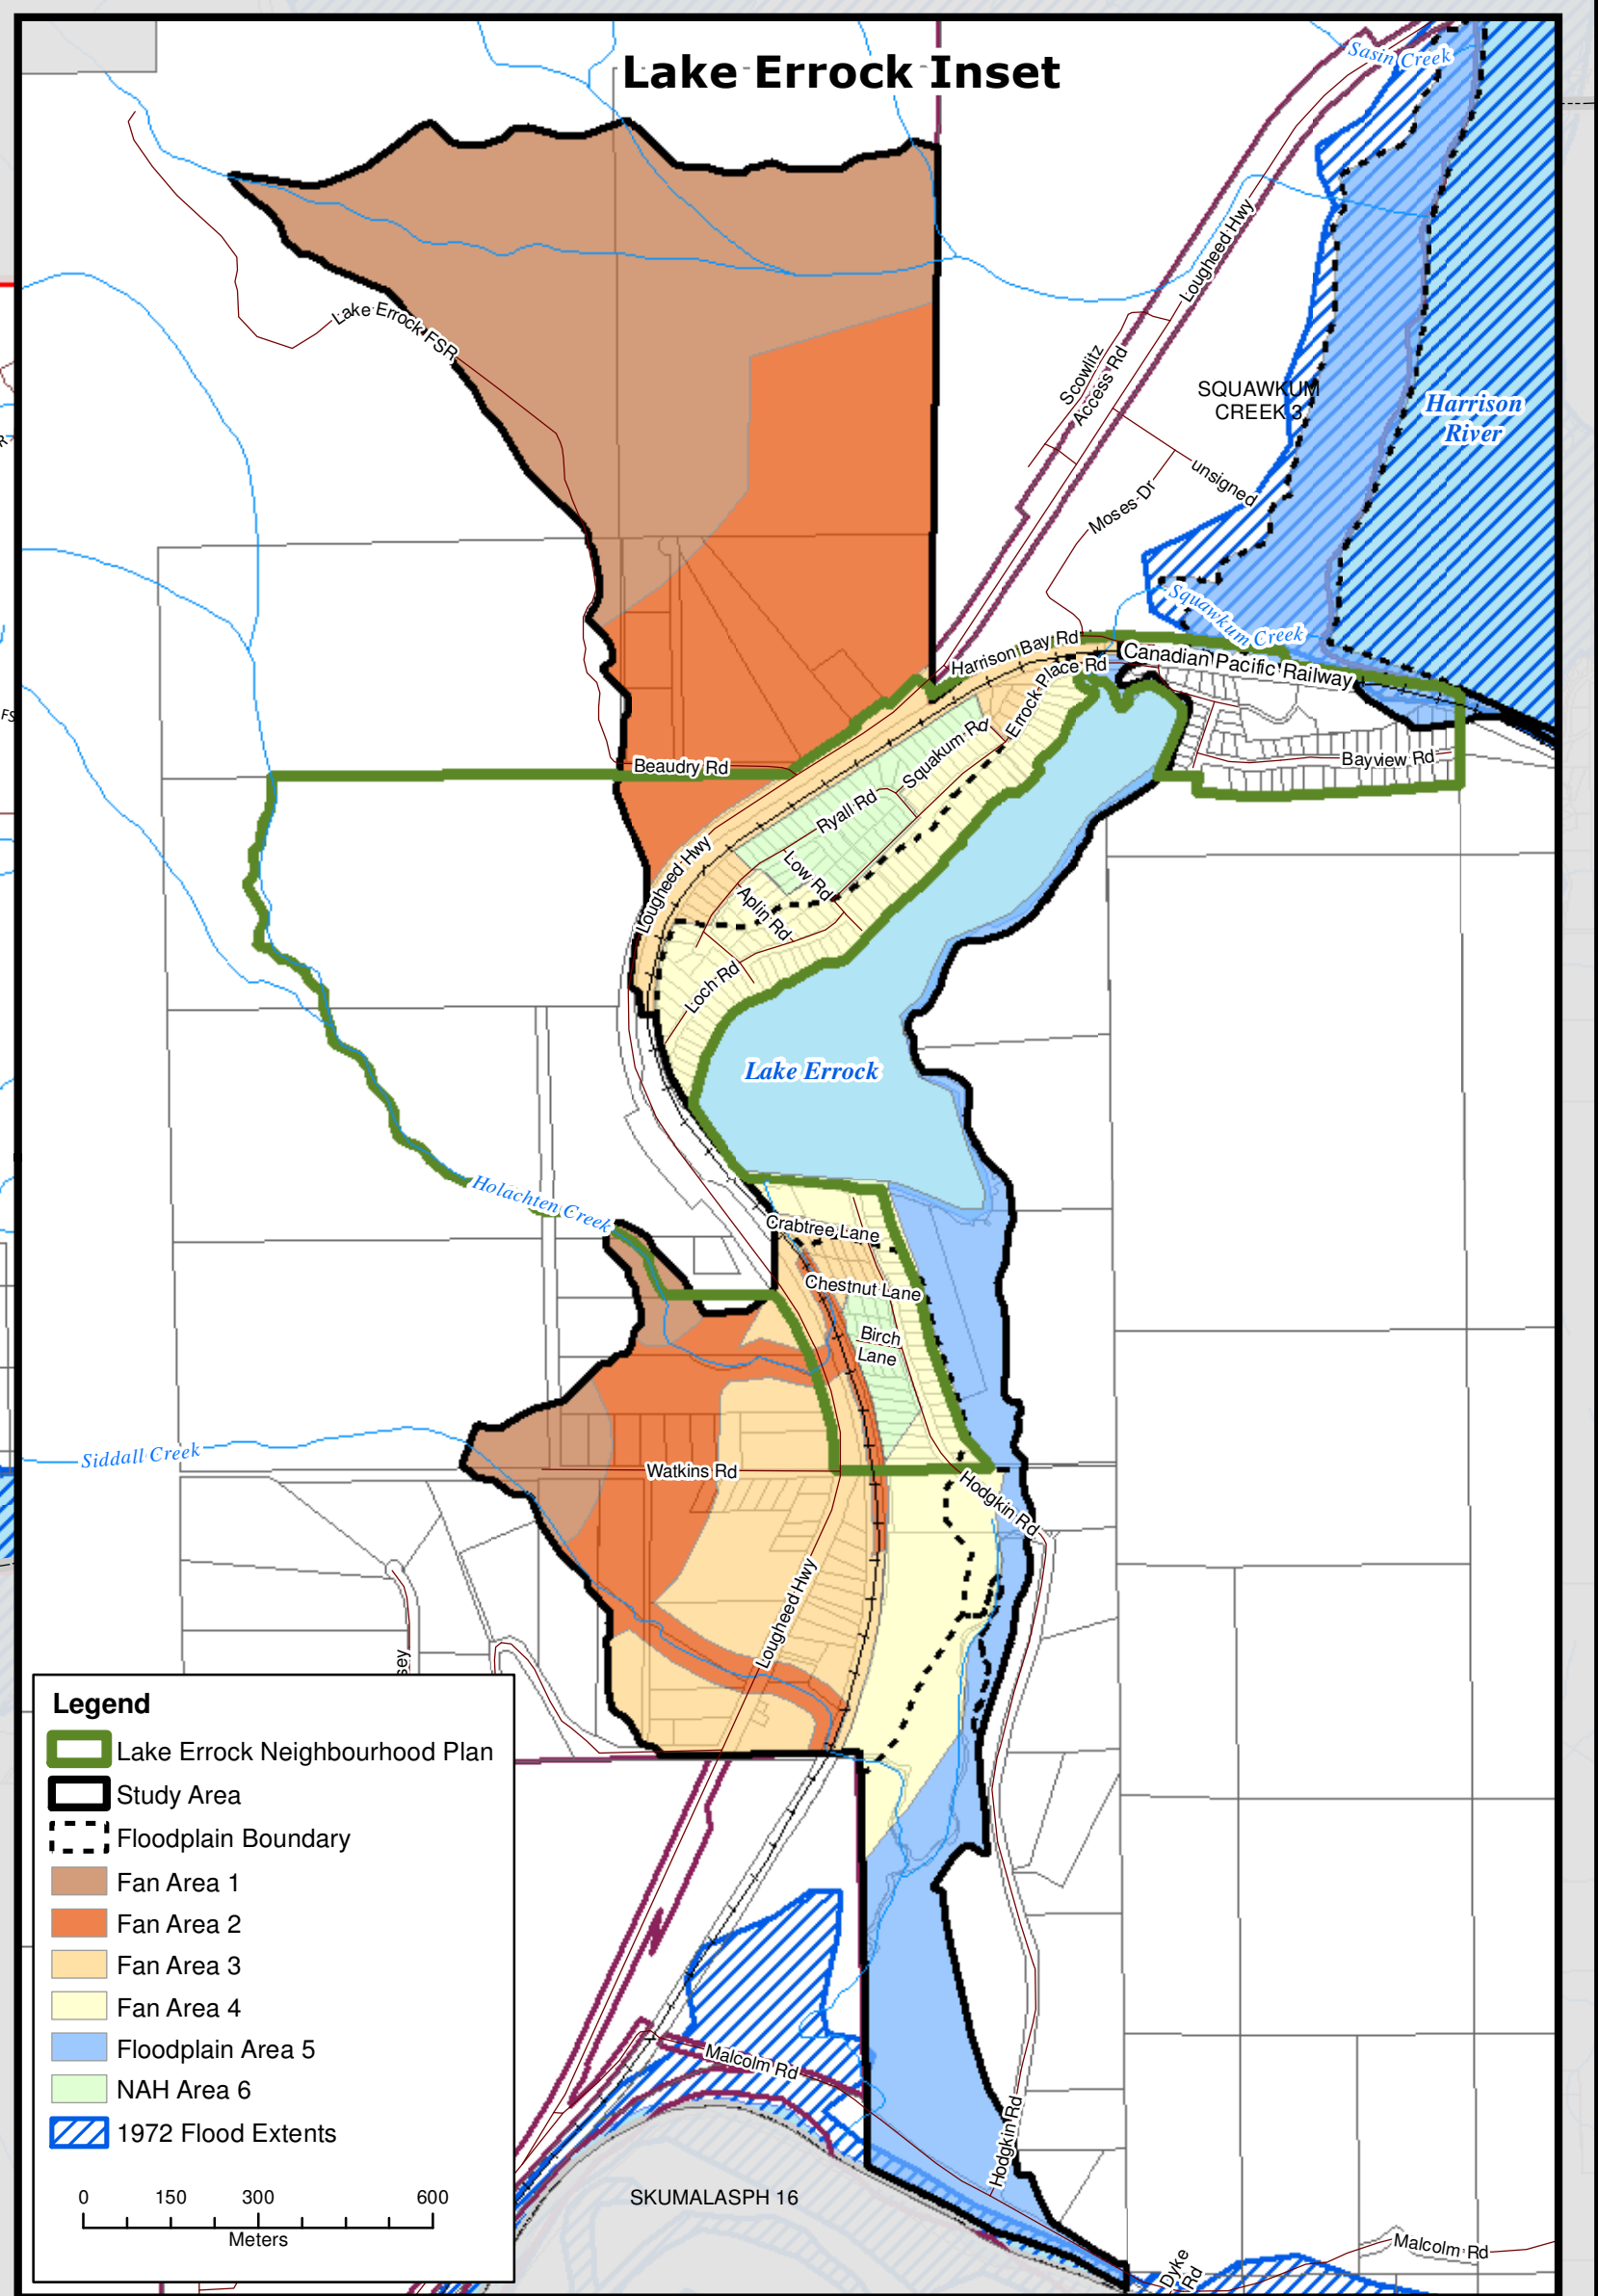 Lake Errock Inset
Sasin Creek
Lougheed Hwy
Lake Errock FSR
Scowlitz
Access Rd
SQUAWKUM
CREEK 3
Harrison
River
unsigned
Moses Dr
Squawkum Creek
Harrison Bay Rd
Canadian Pacific Railway
Errock Place Rd
Squakum Rd
Beaudry Rd
Bayview Rd
Ryall Rd
Lougheed Hwy
Low Rd
Aplin Rd
Loch Rd
Lake Errock
Holachten Creek
Crabtree Lane
Chestnut Lane
Birch
Lane
Siddall Creek
Watkins Rd
Hodgkin Rd
Lougheed Hwy
sey
Legend
Lake Errock Neighbourhood Plan
Study Area
Floodplain Boundary
Fan Area 1
Fan Area 2
Fan Area 3
Fan Area 4
Floodplain Area 5
NAH Area 6
1972 Flood Extents
0 150 300 600
Meters
Malcolm Rd
Hodgkin Rd
SKUMALASPH 16
Malcolm Rd
Dyke
Rd
FS